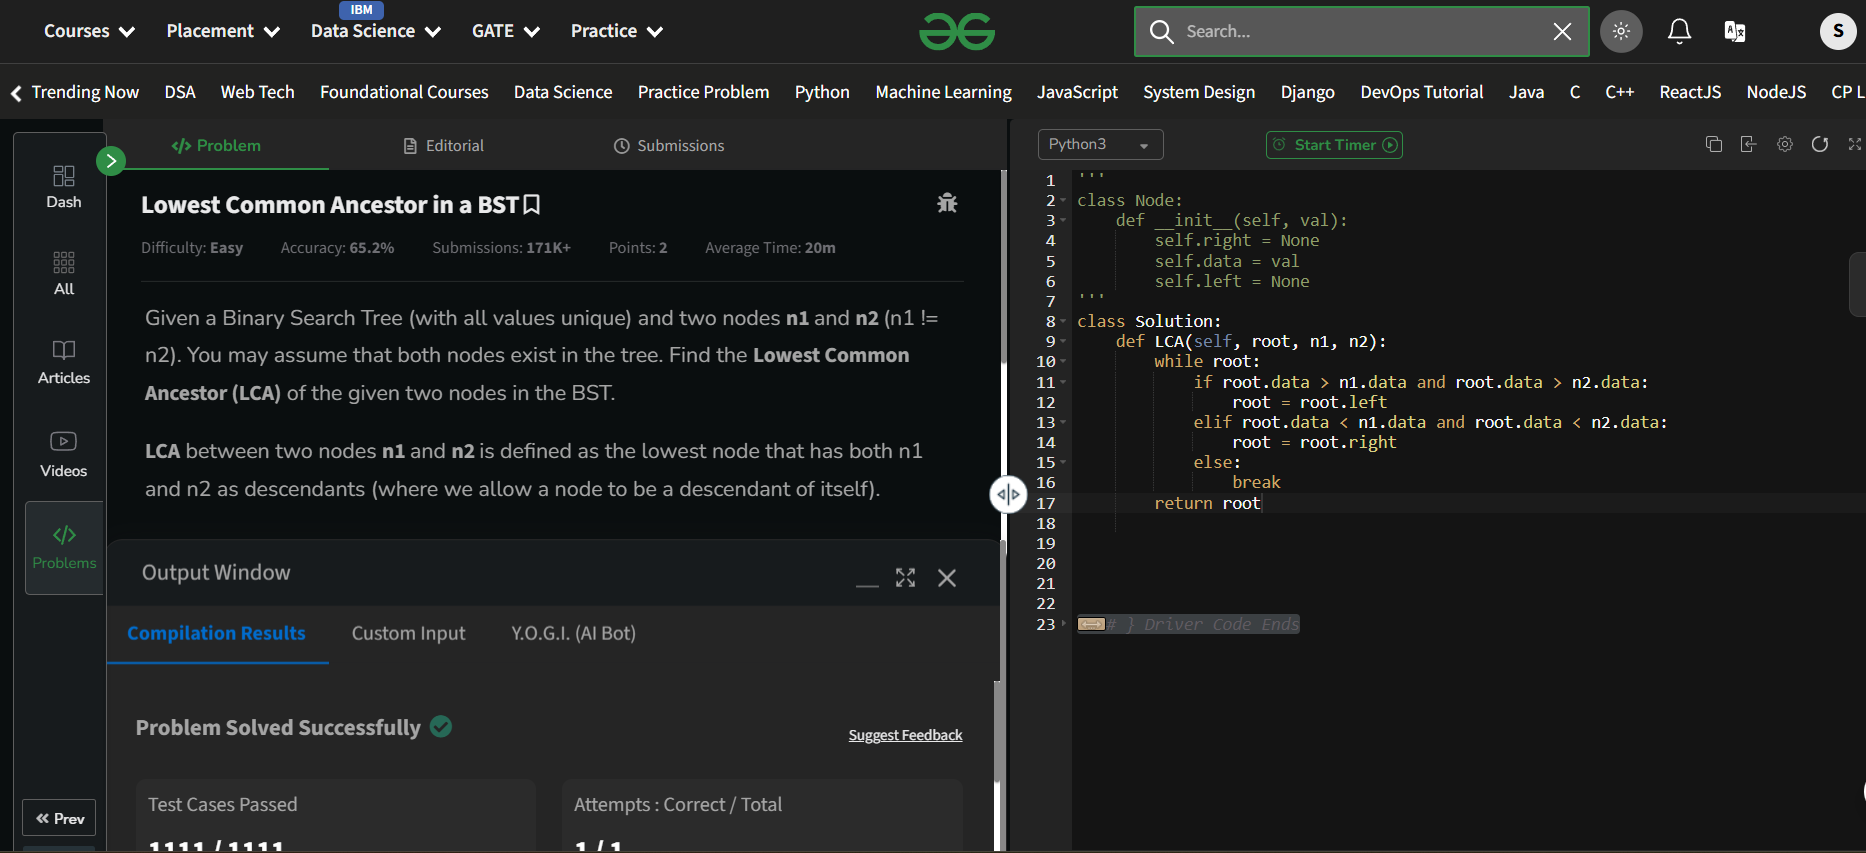 IBM
Courses Placement Data Science GATE Practice Search... S
Trending Now DSA Web Tech Foundational Courses Data Science Practice Problem Python Machine Learning JavaScript System Design Django DevOps Tutorial Java C C++ ReactJS NodeJS CP L
Dash
All
Articles
Videos
</>
Problems
Prev
</> Problem Editorial Submissions
Lowest Common Ancestor in a BST
Difficulty: Easy Accuracy: 65.2% Submissions: 171K+ Points: 2 Average Time: 20m
Given a Binary Search Tree (with all values unique) and two nodes n1 and n2 (n1 !=
n2). You may assume that both nodes exist in the tree. Find the Lowest Common
Ancestor (LCA) of the given two nodes in the BST.
LCA between two nodes n1 and n2 is defined as the lowest node that has both n1
and n2 as descendants (where we allow a node to be a descendant of itself).
Output Window
Compilation Results Custom Input Y.O.G.I. (AI Bot)
Problem Solved Successfully
Suggest Feedback
Test Cases Passed Attempts : Correct / Total
1111 / 1111 1 / 1
Python3 Start Timer
1 '''
2 class Node:
3     def __init__(self, val):
4         self.right = None
5         self.data = val
6         self.left = None
7 '''
8 class Solution:
9     def LCA(self, root, n1, n2):
10         while root:
11             if root.data > n1.data and root.data > n2.data:
12                 root = root.left
13             elif root.data < n1.data and root.data < n2.data:
14                 root = root.right
15             else:
16                 break
17         return root
18
19
20
21
22
23 # } Driver Code Ends